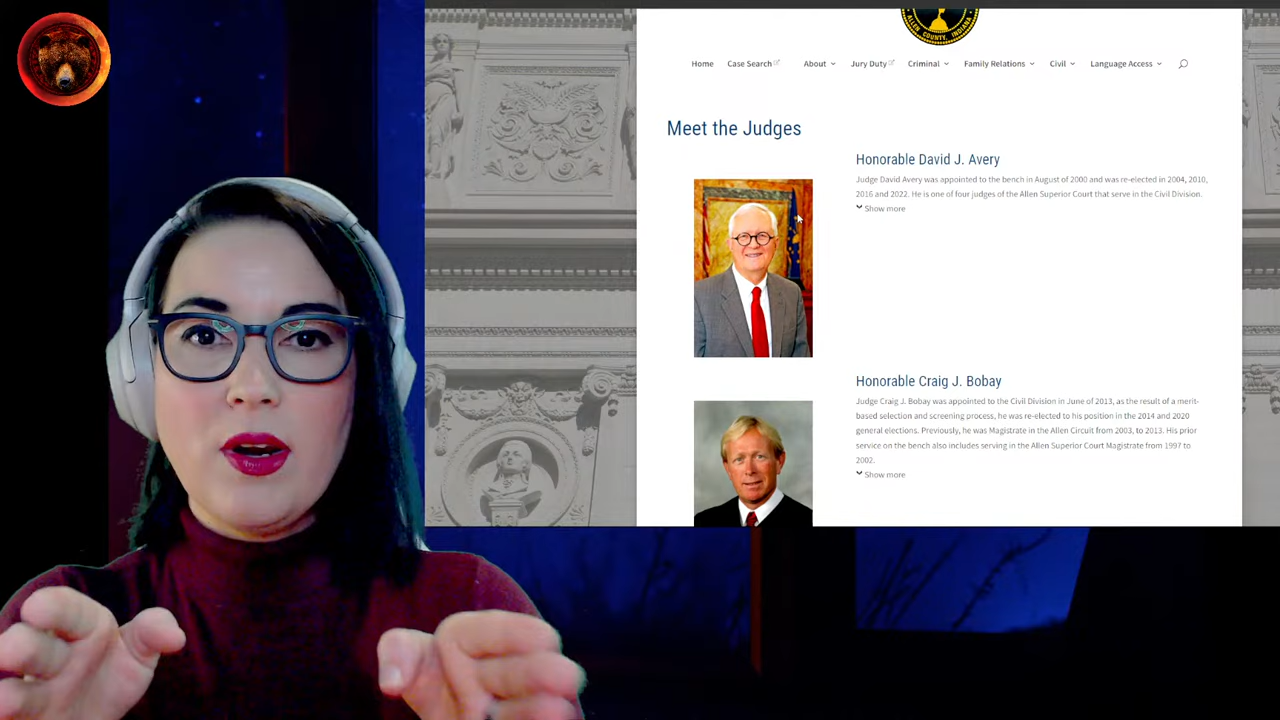 ALLEN COUNTY, INDIANA
Home Case Search About Jury Duty Criminal Family Relations Civil Language Access
Meet the Judges
Honorable David J. Avery
Judge David Avery was appointed to the bench in August of 2000 and was re-elected in 2004, 2010,
2016 and 2022. He is one of four judges of the Allen Superior Court that serve in the Civil Division.
Show more
Honorable Craig J. Bobay
Judge Craig J. Bobay was appointed to the Civil Division in June of 2013, as the result of a merit-
based selection and screening process, he was re-elected to his position in the 2014 and 2020
general elections. Previously, he was Magistrate in the Allen Circuit from 2003, to 2013. His prior
service on the bench also includes serving in the Allen Superior Court Magistrate from 1997 to
2002.
Show more